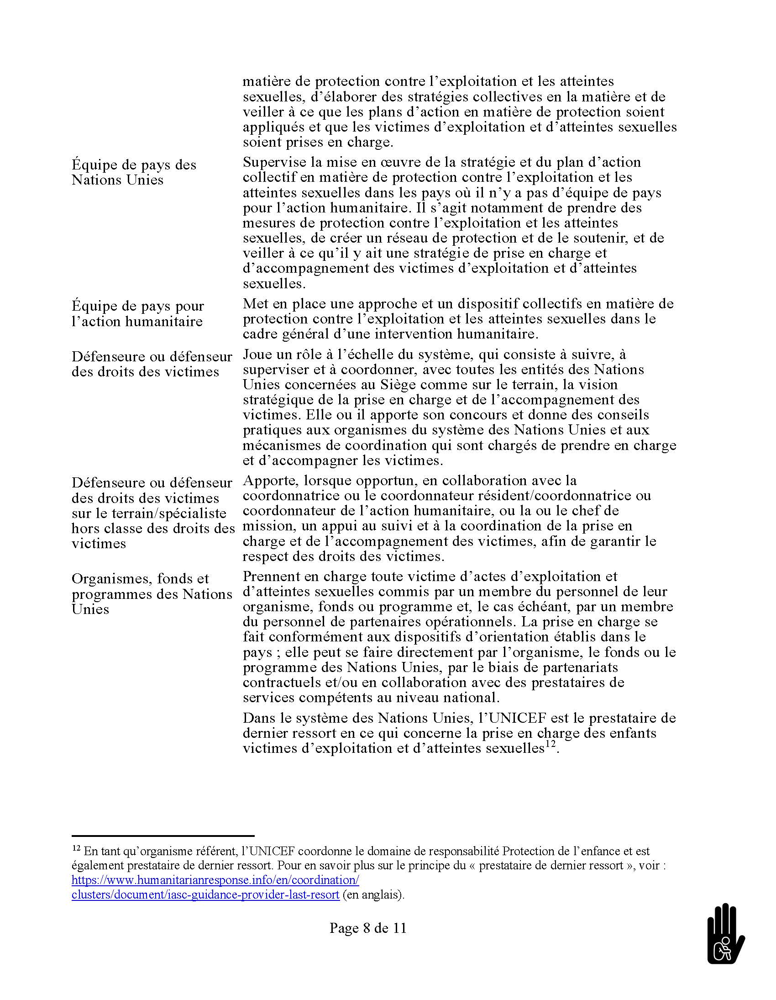 matière de protection contre l’exploitation et les atteintes
sexuelles, d’élaborer des stratégies collectives en la matière et de
veiller à ce que les plans d’action en matière de protection soient
appliqués et que les victimes d’exploitation et d’atteintes sexuelles
soient prises en charge.
Équipe de pays des
Nations Unies
Supervise la mise en œuvre de la stratégie et du plan d’action
collectif en matière de protection contre l’exploitation et les
atteintes sexuelles dans les pays où il n’y a pas d’équipe de pays
pour l’action humanitaire. Il s’agit notamment de prendre des
mesures de protection contre l’exploitation et les atteintes
sexuelles, de créer un réseau de protection et de le soutenir, et de
veiller à ce qu’il y ait une stratégie de prise en charge et
d’accompagnement des victimes d’exploitation et d’atteintes
sexuelles.
Équipe de pays pour
l’action humanitaire
Met en place une approche et un dispositif collectifs en matière de
protection contre l’exploitation et les atteintes sexuelles dans le
cadre général d’une intervention humanitaire.
Défenseure ou défenseur
des droits des victimes
Joue un rôle à l’échelle du système, qui consiste à suivre, à
superviser et à coordonner, avec toutes les entités des Nations
Unies concernées au Siège comme sur le terrain, la vision
stratégique de la prise en charge et de l’accompagnement des
victimes. Elle ou il apporte son concours et donne des conseils
pratiques aux organismes du système des Nations Unies et aux
mécanismes de coordination qui sont chargés de prendre en charge
et d’accompagner les victimes.
Défenseure ou défenseur
des droits des victimes
sur le terrain/spécialiste
hors classe des droits des
victimes
Apporte, lorsque opportun, en collaboration avec la
coordonnatrice ou le coordonnateur résident/coordonnatrice ou
coordonnateur de l’action humanitaire, ou la ou le chef de
mission, un appui au suivi et à la coordination de la prise en
charge et de l’accompagnement des victimes, afin de garantir le
respect des droits des victimes.
Organismes, fonds et
programmes des Nations
Unies
Prennent en charge toute victime d’actes d’exploitation et
d’atteintes sexuelles commis par un membre du personnel de leur
organisme, fonds ou programme et, le cas échéant, par un membre
du personnel de partenaires opérationnels. La prise en charge se
fait conformément aux dispositifs d’orientation établis dans le
pays ; elle peut se faire directement par l’organisme, le fonds ou le
programme des Nations Unies, par le biais de partenariats
contractuels et/ou en collaboration avec des prestataires de
services compétents au niveau national.
Dans le système des Nations Unies, l’UNICEF est le prestataire de
dernier ressort en ce qui concerne la prise en charge des enfants
victimes d’exploitation et d’atteintes sexuelles¹².
¹² En tant qu’organisme référent, l’UNICEF coordonne le domaine de responsabilité Protection de l’enfance et est
également prestataire de dernier ressort. Pour en savoir plus sur le principe du « prestataire de dernier ressort », voir :
https://www.humanitarianresponse.info/en/coordination/
clusters/document/iasc-guidance-provider-last-resort (en anglais).
Page 8 de 11